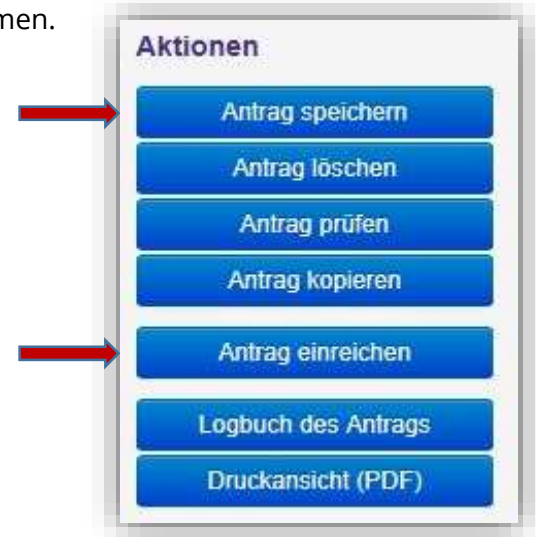 men.
Aktionen
Antrag speichern
Antrag löschen
Antrag prüfen
Antrag kopieren
Antrag einreichen
Logbuch des Antrags
Druckansicht (PDF)